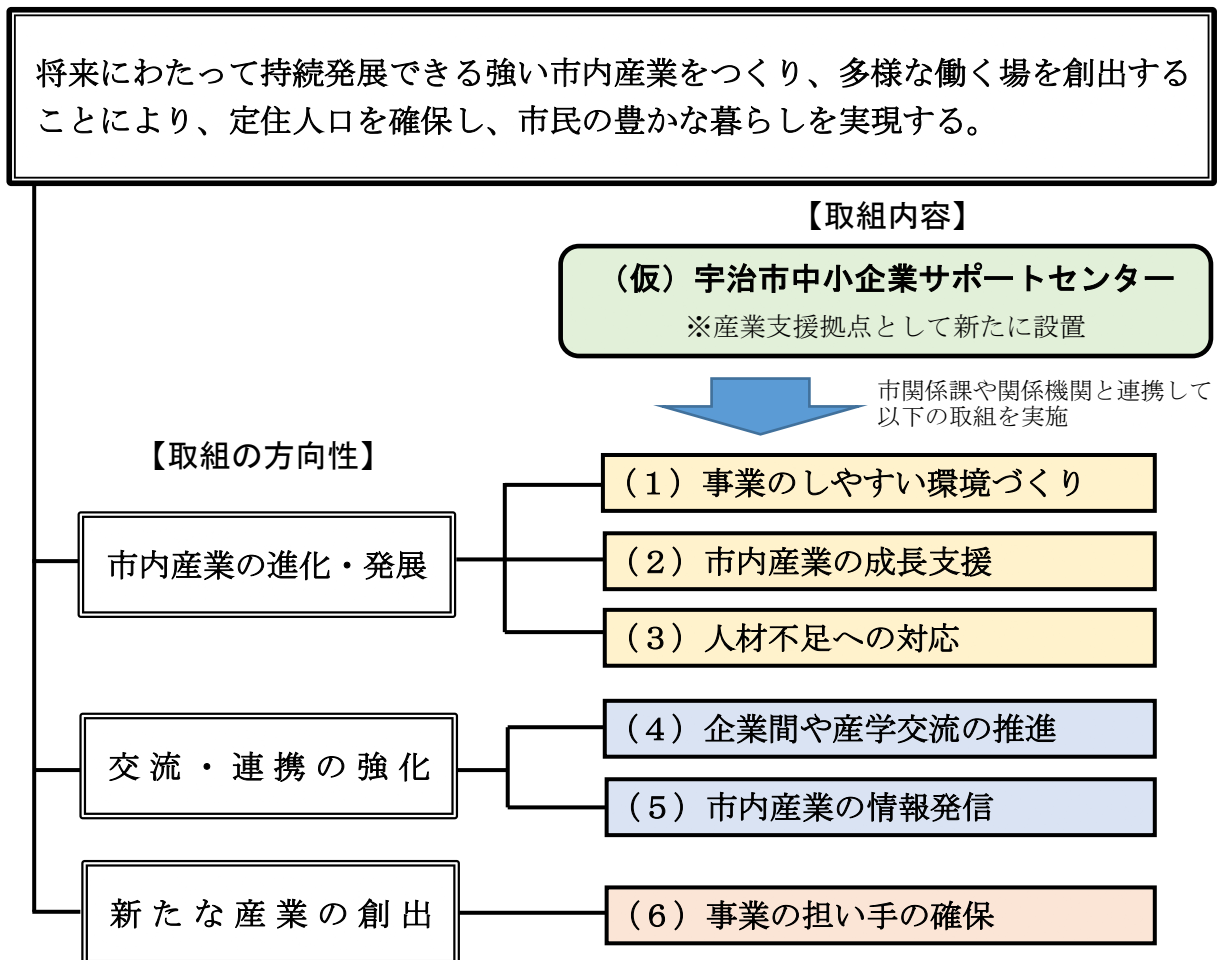 将来にわたって持続発展できる強い市内産業をつくり、多様な働く場を創出する
ことにより、定住人口を確保し、市民の豊かな暮らしを実現する。
【取組内容】
（仮）宇治市中小企業サポートセンター
※産業支援拠点として新たに設置
市関係課や関係機関と連携して
以下の取組を実施
【取組の方向性】
市内産業の進化・発展
（１）事業のしやすい環境づくり
（２）市内産業の成長支援
（３）人材不足への対応
交流・連携の強化
（４）企業間や産学交流の推進
（５）市内産業の情報発信
新たな産業の創出
（６）事業の担い手の確保